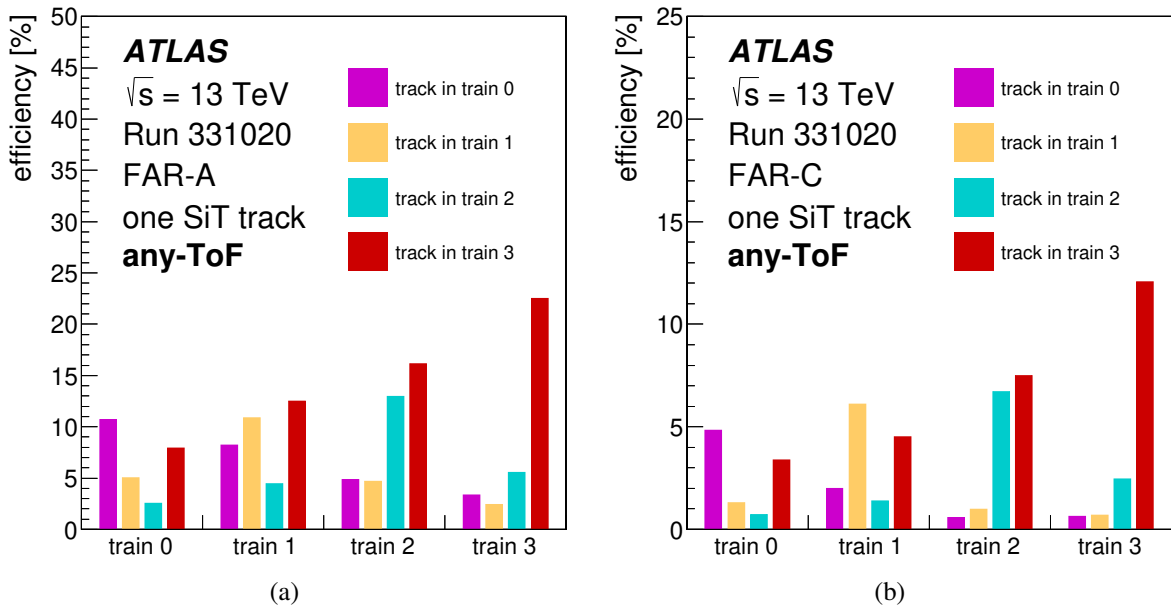 efficiency [%]
50
45
40
35
30
25
20
15
10
5
0
ATLAS
√s = 13 TeV
Run 331020
FAR-A
one SiT track
any-ToF
track in train 0
track in train 1
track in train 2
track in train 3
train 0 train 1 train 2 train 3
(a)
efficiency [%]
25
20
15
10
5
0
ATLAS
√s = 13 TeV
Run 331020
FAR-C
one SiT track
any-ToF
track in train 0
track in train 1
track in train 2
track in train 3
train 0 train 1 train 2 train 3
(b)